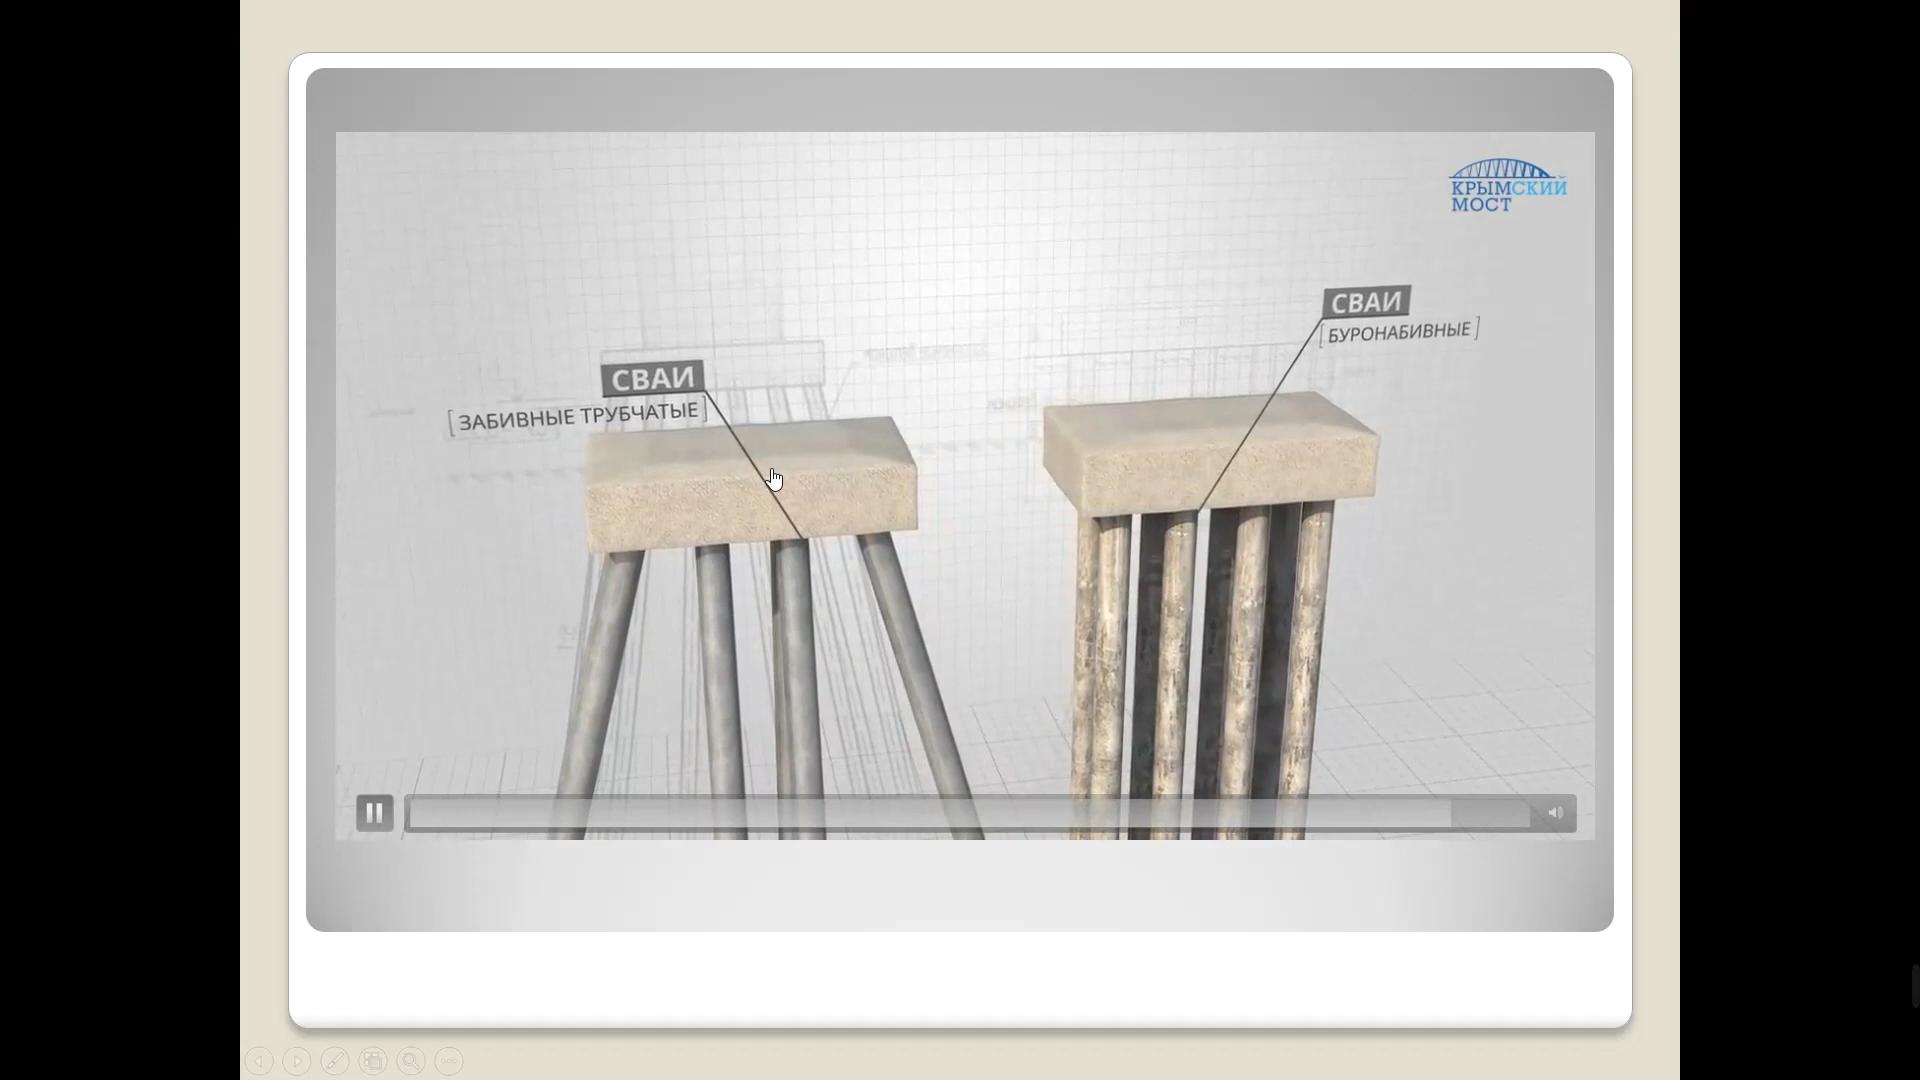 КРЫМСКИЙ
МОСТ
СВАИ
[БУРОНАБИВНЫЕ]
СВАИ
[ЗАБИВНЫЕ ТРУБЧАТЫЕ]